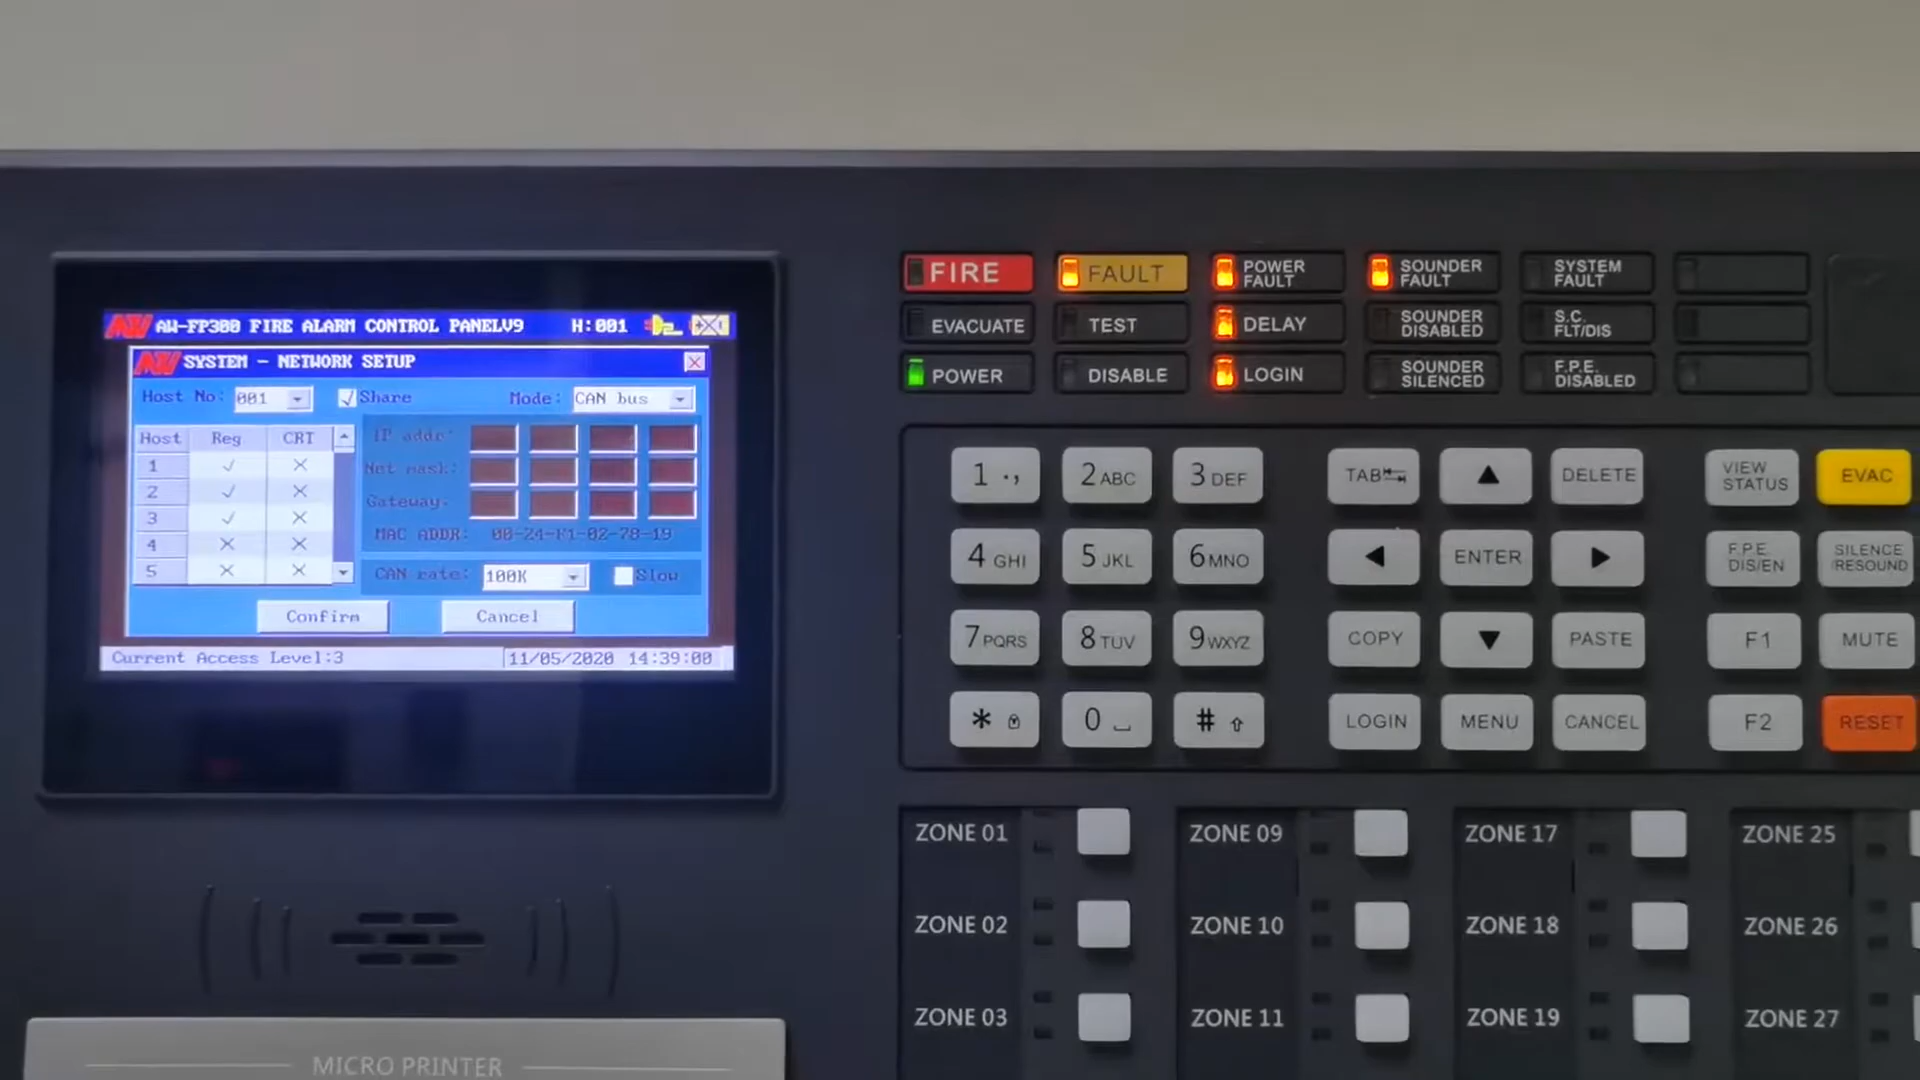 AW-FP300 FIRE ALARM CONTROL PANELV9 H:001
SYSTEM - NETWORK SETUP
Host No: 001 Share Mode: CAN bus
Host Reg CRT
1
2
3
4
5
IP addr:
Net mask:
Gateway:
MAC ADDR:
CAN rate: 100K Slow
Confirm Cancel
Current Access Level:3 11/05/2020 14:39:00
FIRE FAULT POWER FAULT SOUNDER FAULT SYSTEM FAULT
EVACUATE TEST DELAY SOUNDER DISABLED S.C. FLT/DIS
POWER DISABLE LOGIN SOUNDER SILENCED F.P.E. DISABLED
1 ., 2 ABC 3 DEF TAB ▲ DELETE VIEW STATUS EVAC
4 GHI 5 JKL 6 MNO ◀ ENTER ▶ F.P.E. DIS/EN SILENCE /RESOUND
7 PQRS 8 TUV 9 WXYZ COPY ▼ PASTE F1 MUTE
* 0 # LOGIN MENU CANCEL F2 RESET
ZONE 01 ZONE 09 ZONE 17 ZONE 25
ZONE 02 ZONE 10 ZONE 18 ZONE 26
ZONE 03 ZONE 11 ZONE 19 ZONE 27
MICRO PRINTER